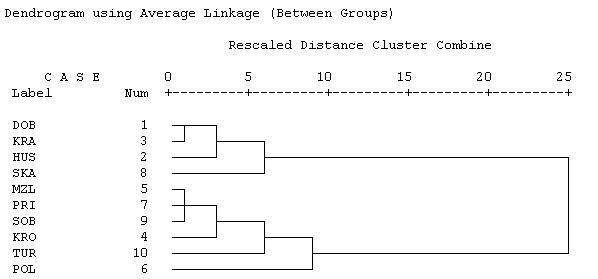 Dendrogram using Average Linkage (Between Groups)
Rescaled Distance Cluster Combine
C A S E 0 5 10 15 20 25
Label Num +---------+---------+---------+---------+---------+
DOB 1
KRA 3
HUS 2
SKA 8
MZL 5
PRI 7
SOB 9
KRO 4
TUR 10
POL 6